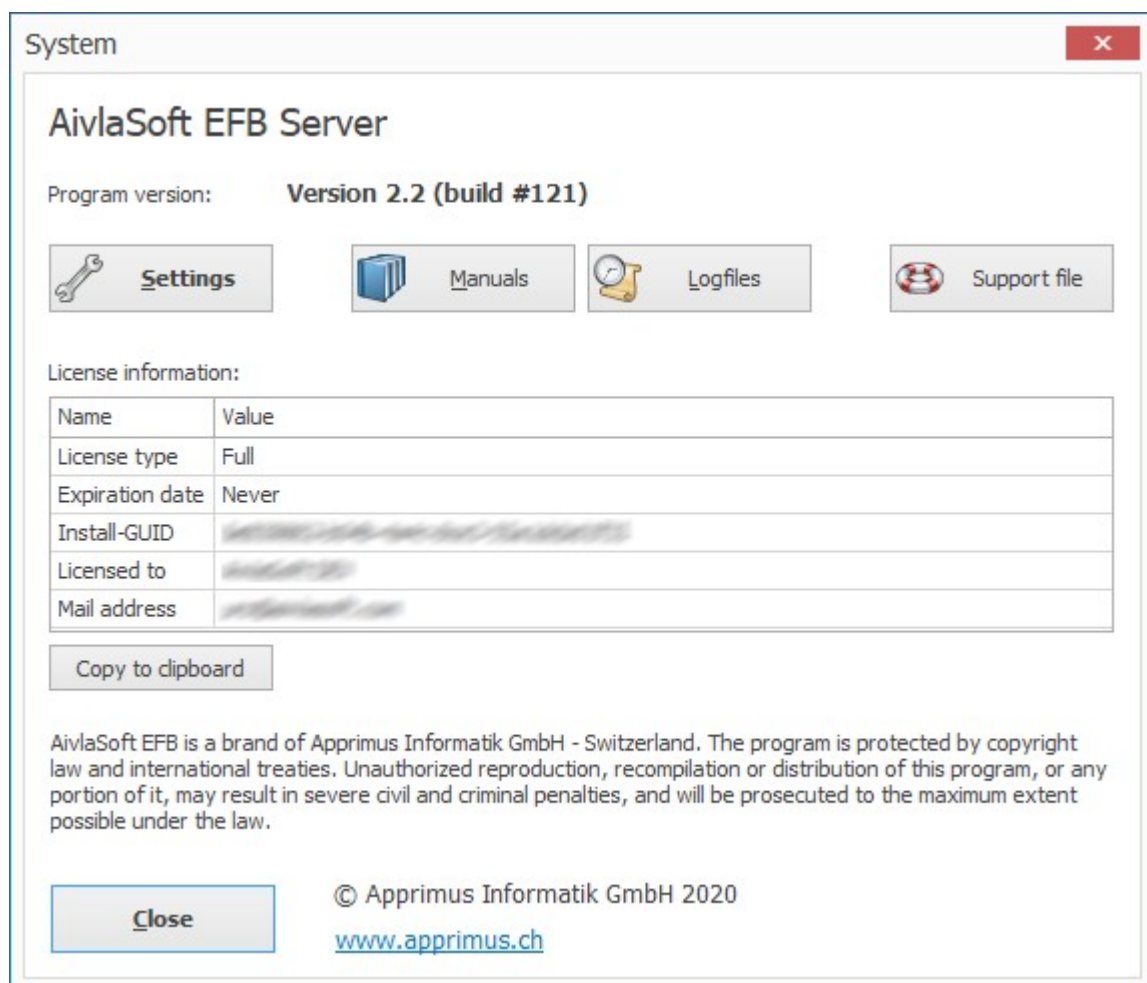 System
AivlaSoft EFB Server
Program version: Version 2.2 (build #121)
Settings Manuals Logfiles Support file
License information:
Name Value
License type Full
Expiration date Never
Install-GUID
Licensed to
Mail address
Copy to clipboard
AivlaSoft EFB is a brand of Apprimus Informatik GmbH - Switzerland. The program is protected by copyright
law and international treaties. Unauthorized reproduction, recompilation or distribution of this program, or any
portion of it, may result in severe civil and criminal penalties, and will be prosecuted to the maximum extent
possible under the law.
Close
© Apprimus Informatik GmbH 2020
www.apprimus.ch